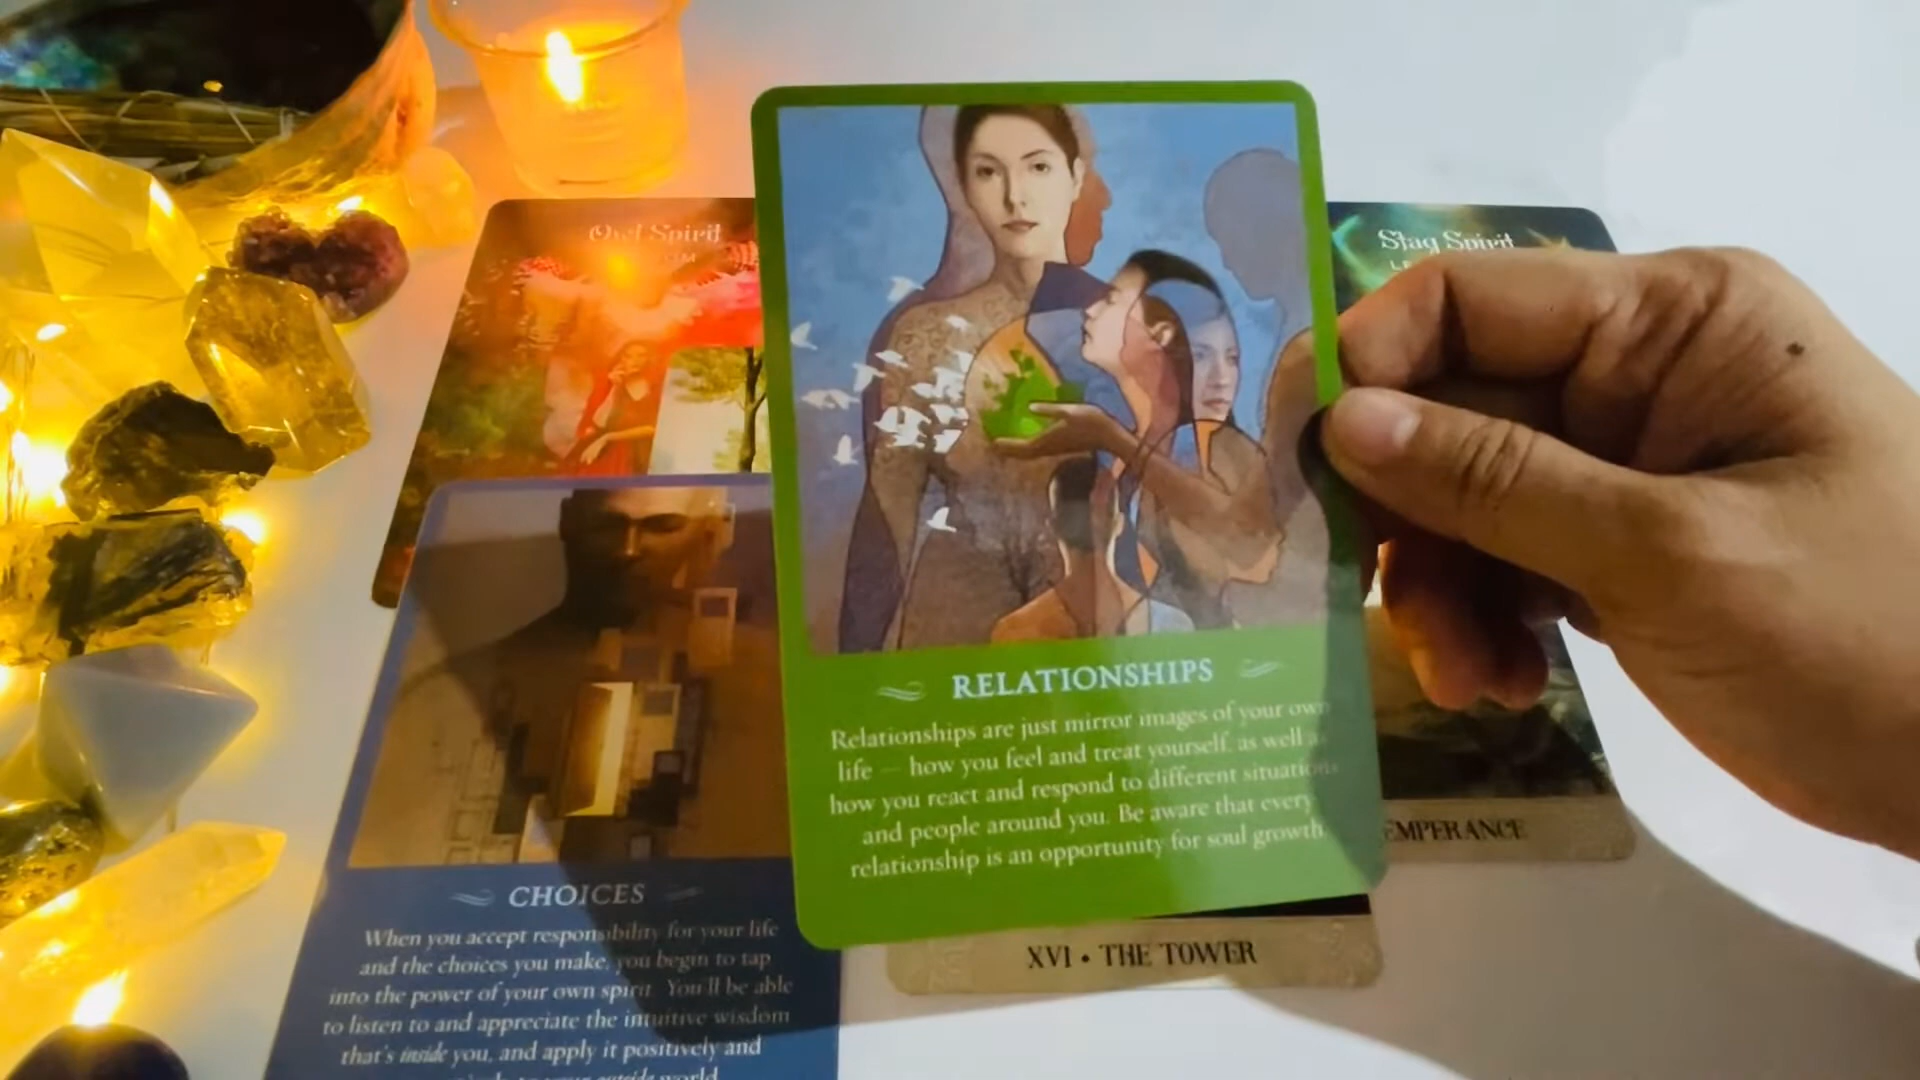 Owl Spirit
Stag Spirit
RELATIONSHIPS
Relationships are just mirror images of your own
life — how you feel and treat yourself, as well
how you react and respond to different situations
and people around you. Be aware that every
relationship is an opportunity for soul growth.
EMPERANCE
XVI • THE TOWER
CHOICES
When you accept responsibility for your life
and the choices you make, you begin to tap
into the power of your own spirit. You'll be able
to listen to and appreciate the intuitive wisdom
that's inside you, and apply it positively and
your outside world.